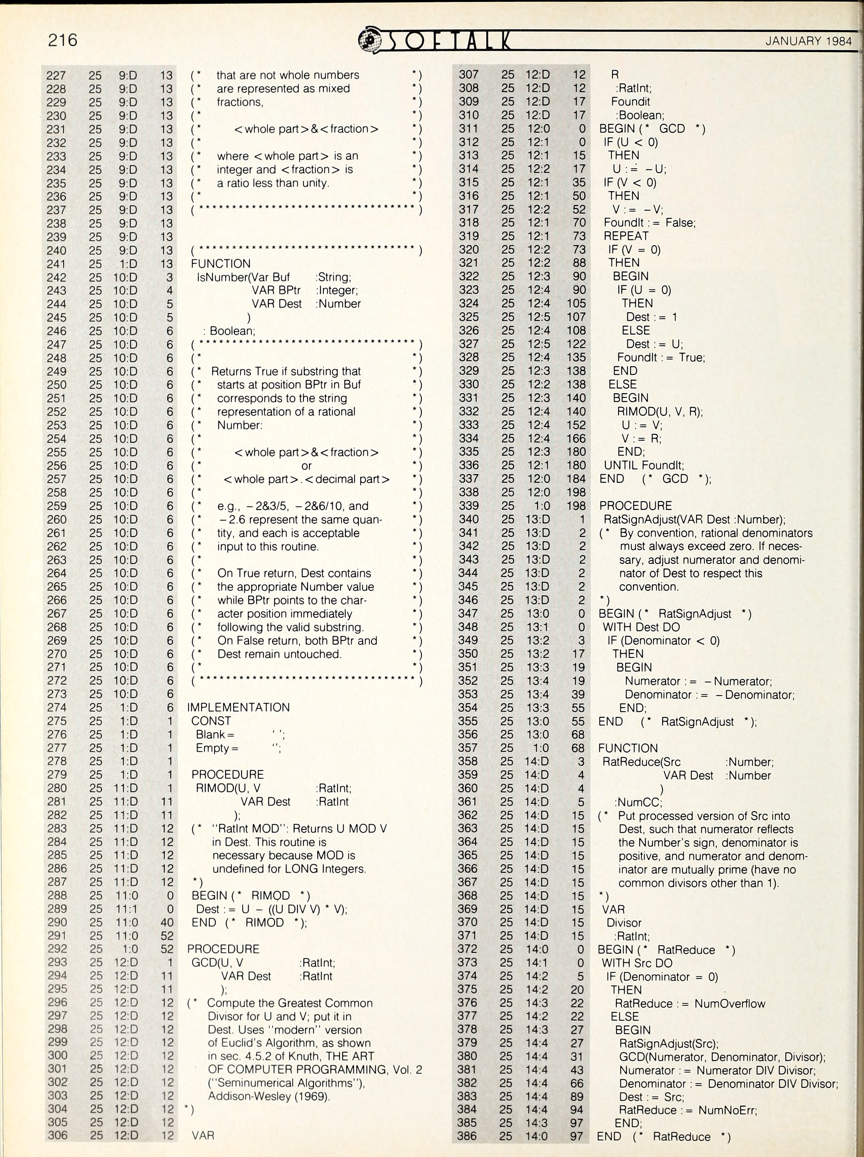 216
SOFTALK
JANUARY 1984
227 25 9:D 13 (* that are not whole numbers *)
228 25 9:D 13 (* are represented as mixed *)
229 25 9:D 13 (* fractions, *)
230 25 9:D 13 (* *)
231 25 9:D 13 (* <whole part>&<fraction> *)
232 25 9:D 13 (* *)
233 25 9:D 13 (* where <whole part> is an *)
234 25 9:D 13 (* integer and <fraction> is *)
235 25 9:D 13 (* a ratio less than unity. *)
236 25 9:D 13 (* *)
237 25 9:D 13 (*******************************)
238 25 9:D 13
239 25 9:D 13
240 25 9:D 13 (*******************************)
241 25 1:D 13 FUNCTION
242 25 10:D 3 IsNumber(Var Buf :String;
243 25 10:D 4 VAR BPtr :Integer;
244 25 10:D 5 VAR Dest :Number
245 25 10:D 5 )
246 25 10:D 6 : Boolean;
247 25 10:D 6 (*******************************)
248 25 10:D 6 (* *)
249 25 10:D 6 (* Returns True if substring that *)
250 25 10:D 6 (* starts at position BPtr in Buf *)
251 25 10:D 6 (* corresponds to the string *)
252 25 10:D 6 (* representation of a rational *)
253 25 10:D 6 (* Number: *)
254 25 10:D 6 (* *)
255 25 10:D 6 (* <whole part>&<fraction> *)
256 25 10:D 6 (* or *)
257 25 10:D 6 (* <whole part>.<decimal part> *)
258 25 10:D 6 (* *)
259 25 10:D 6 (* e.g., -2&3/5, -2&6/10, and *)
260 25 10:D 6 (* -2.6 represent the same quan- *)
261 25 10:D 6 (* tity, and each is acceptable *)
262 25 10:D 6 (* input to this routine. *)
263 25 10:D 6 (* *)
264 25 10:D 6 (* On True return, Dest contains *)
265 25 10:D 6 (* the appropriate Number value *)
266 25 10:D 6 (* while BPtr points to the char- *)
267 25 10:D 6 (* acter position immediately *)
268 25 10:D 6 (* following the valid substring. *)
269 25 10:D 6 (* On False return, both BPtr and *)
270 25 10:D 6 (* Dest remain untouched. *)
271 25 10:D 6 (* *)
272 25 10:D 6 (*******************************)
273 25 10:D 6
274 25 1:D 6 IMPLEMENTATION
275 25 1:D 1 CONST
276 25 1:D 1 Blank= ' ';
277 25 1:D 1 Empty= '';
278 25 1:D 1
279 25 1:D 1 PROCEDURE
280 25 11:D 1 RIMOD(U, V :RatInt;
281 25 11:D 11 VAR Dest :RatInt
282 25 11:D 11 );
283 25 11:D 12 (* "RatInt MOD": Returns U MOD V
284 25 11:D 12 in Dest. This routine is
285 25 11:D 12 necessary because MOD is
286 25 11:D 12 undefined for LONG Integers.
287 25 11:D 12 *)
288 25 11:0 0 BEGIN (* RIMOD *)
289 25 11:1 0 Dest := U - ((U DIV V) * V);
290 25 11:0 40 END (* RIMOD *);
291 25 11:0 52
292 25 1:0 52 PROCEDURE
293 25 12:D 1 GCD(U, V :RatInt;
294 25 12:D 11 VAR Dest :RatInt
295 25 12:D 11 );
296 25 12:D 12 (* Compute the Greatest Common
297 25 12:D 12 Divisor for U and V; put it in
298 25 12:D 12 Dest. Uses "modern" version
299 25 12:D 12 of Euclid's Algorithm, as shown
300 25 12:D 12 in sec. 4.5.2 of Knuth, THE ART
301 25 12:D 12 OF COMPUTER PROGRAMMING, Vol. 2
302 25 12:D 12 ("Seminumerical Algorithms"),
303 25 12:D 12 Addison-Wesley (1969).
304 25 12:D 12 *)
305 25 12:D 12
306 25 12:D 12 VAR
307 25 12:D 12 R
308 25 12:D 12 :RatInt;
309 25 12:D 17 Foundit
310 25 12:D 17 :Boolean;
311 25 12:0 0 BEGIN (* GCD *)
312 25 12:1 0 IF (U < 0)
313 25 12:1 15 THEN
314 25 12:2 17 U := -U;
315 25 12:1 35 IF (V < 0)
316 25 12:1 50 THEN
317 25 12:2 52 V := -V;
318 25 12:1 70 FoundIt := False;
319 25 12:1 73 REPEAT
320 25 12:2 73 IF (V = 0)
321 25 12:2 88 THEN
322 25 12:3 90 BEGIN
323 25 12:4 90 IF (U = 0)
324 25 12:4 105 THEN
325 25 12:5 107 Dest := 1
326 25 12:4 108 ELSE
327 25 12:5 122 Dest := U;
328 25 12:4 135 FoundIt := True;
329 25 12:3 138 END
330 25 12:2 138 ELSE
331 25 12:3 140 BEGIN
332 25 12:4 140 RIMOD(U, V, R);
333 25 12:4 152 U := V;
334 25 12:4 166 V := R;
335 25 12:3 180 END;
336 25 12:1 180 UNTIL FoundIt;
337 25 12:0 184 END (* GCD *);
338 25 12:0 198
339 25 1:0 198 PROCEDURE
340 25 13:D 1 RatSignAdjust(VAR Dest :Number);
341 25 13:D 2 (* By convention, rational denominators
342 25 13:D 2 must always exceed zero. If neces-
343 25 13:D 2 sary, adjust numerator and denomi-
344 25 13:D 2 nator of Dest to respect this
345 25 13:D 2 convention.
346 25 13:D 2 *)
347 25 13:0 0 BEGIN (* RatSignAdjust *)
348 25 13:1 0 WITH Dest DO
349 25 13:2 3 IF (Denominator < 0)
350 25 13:2 17 THEN
351 25 13:3 19 BEGIN
352 25 13:4 19 Numerator := -Numerator;
353 25 13:4 39 Denominator := -Denominator;
354 25 13:3 55 END;
355 25 13:0 55 END (* RatSignAdjust *);
356 25 13:0 68
357 25 1:0 68 FUNCTION
358 25 14:D 3 RatReduce(Src :Number;
359 25 14:D 4 VAR Dest :Number
360 25 14:D 4 )
361 25 14:D 5 :NumCC;
362 25 14:D 15 (* Put processed version of Src into
363 25 14:D 15 Dest, such that numerator reflects
364 25 14:D 15 the Number's sign, denominator is
365 25 14:D 15 positive, and numerator and denom-
366 25 14:D 15 inator are mutually prime (have no
367 25 14:D 15 common divisors other than 1).
368 25 14:D 15 *)
369 25 14:D 15 VAR
370 25 14:D 15 Divisor
371 25 14:D 15 :RatInt;
372 25 14:0 0 BEGIN (* RatReduce *)
373 25 14:1 0 WITH Src DO
374 25 14:2 5 IF (Denominator = 0)
375 25 14:2 20 THEN
376 25 14:3 22 RatReduce := NumOverflow
377 25 14:2 22 ELSE
378 25 14:3 27 BEGIN
379 25 14:4 27 RatSignAdjust(Src);
380 25 14:4 31 GCD(Numerator, Denominator, Divisor);
381 25 14:4 43 Numerator := Numerator DIV Divisor;
382 25 14:4 66 Denominator := Denominator DIV Divisor;
383 25 14:4 89 Dest := Src;
384 25 14:4 94 RatReduce := NumNoErr;
385 25 14:3 97 END;
386 25 14:0 97 END (* RatReduce *)